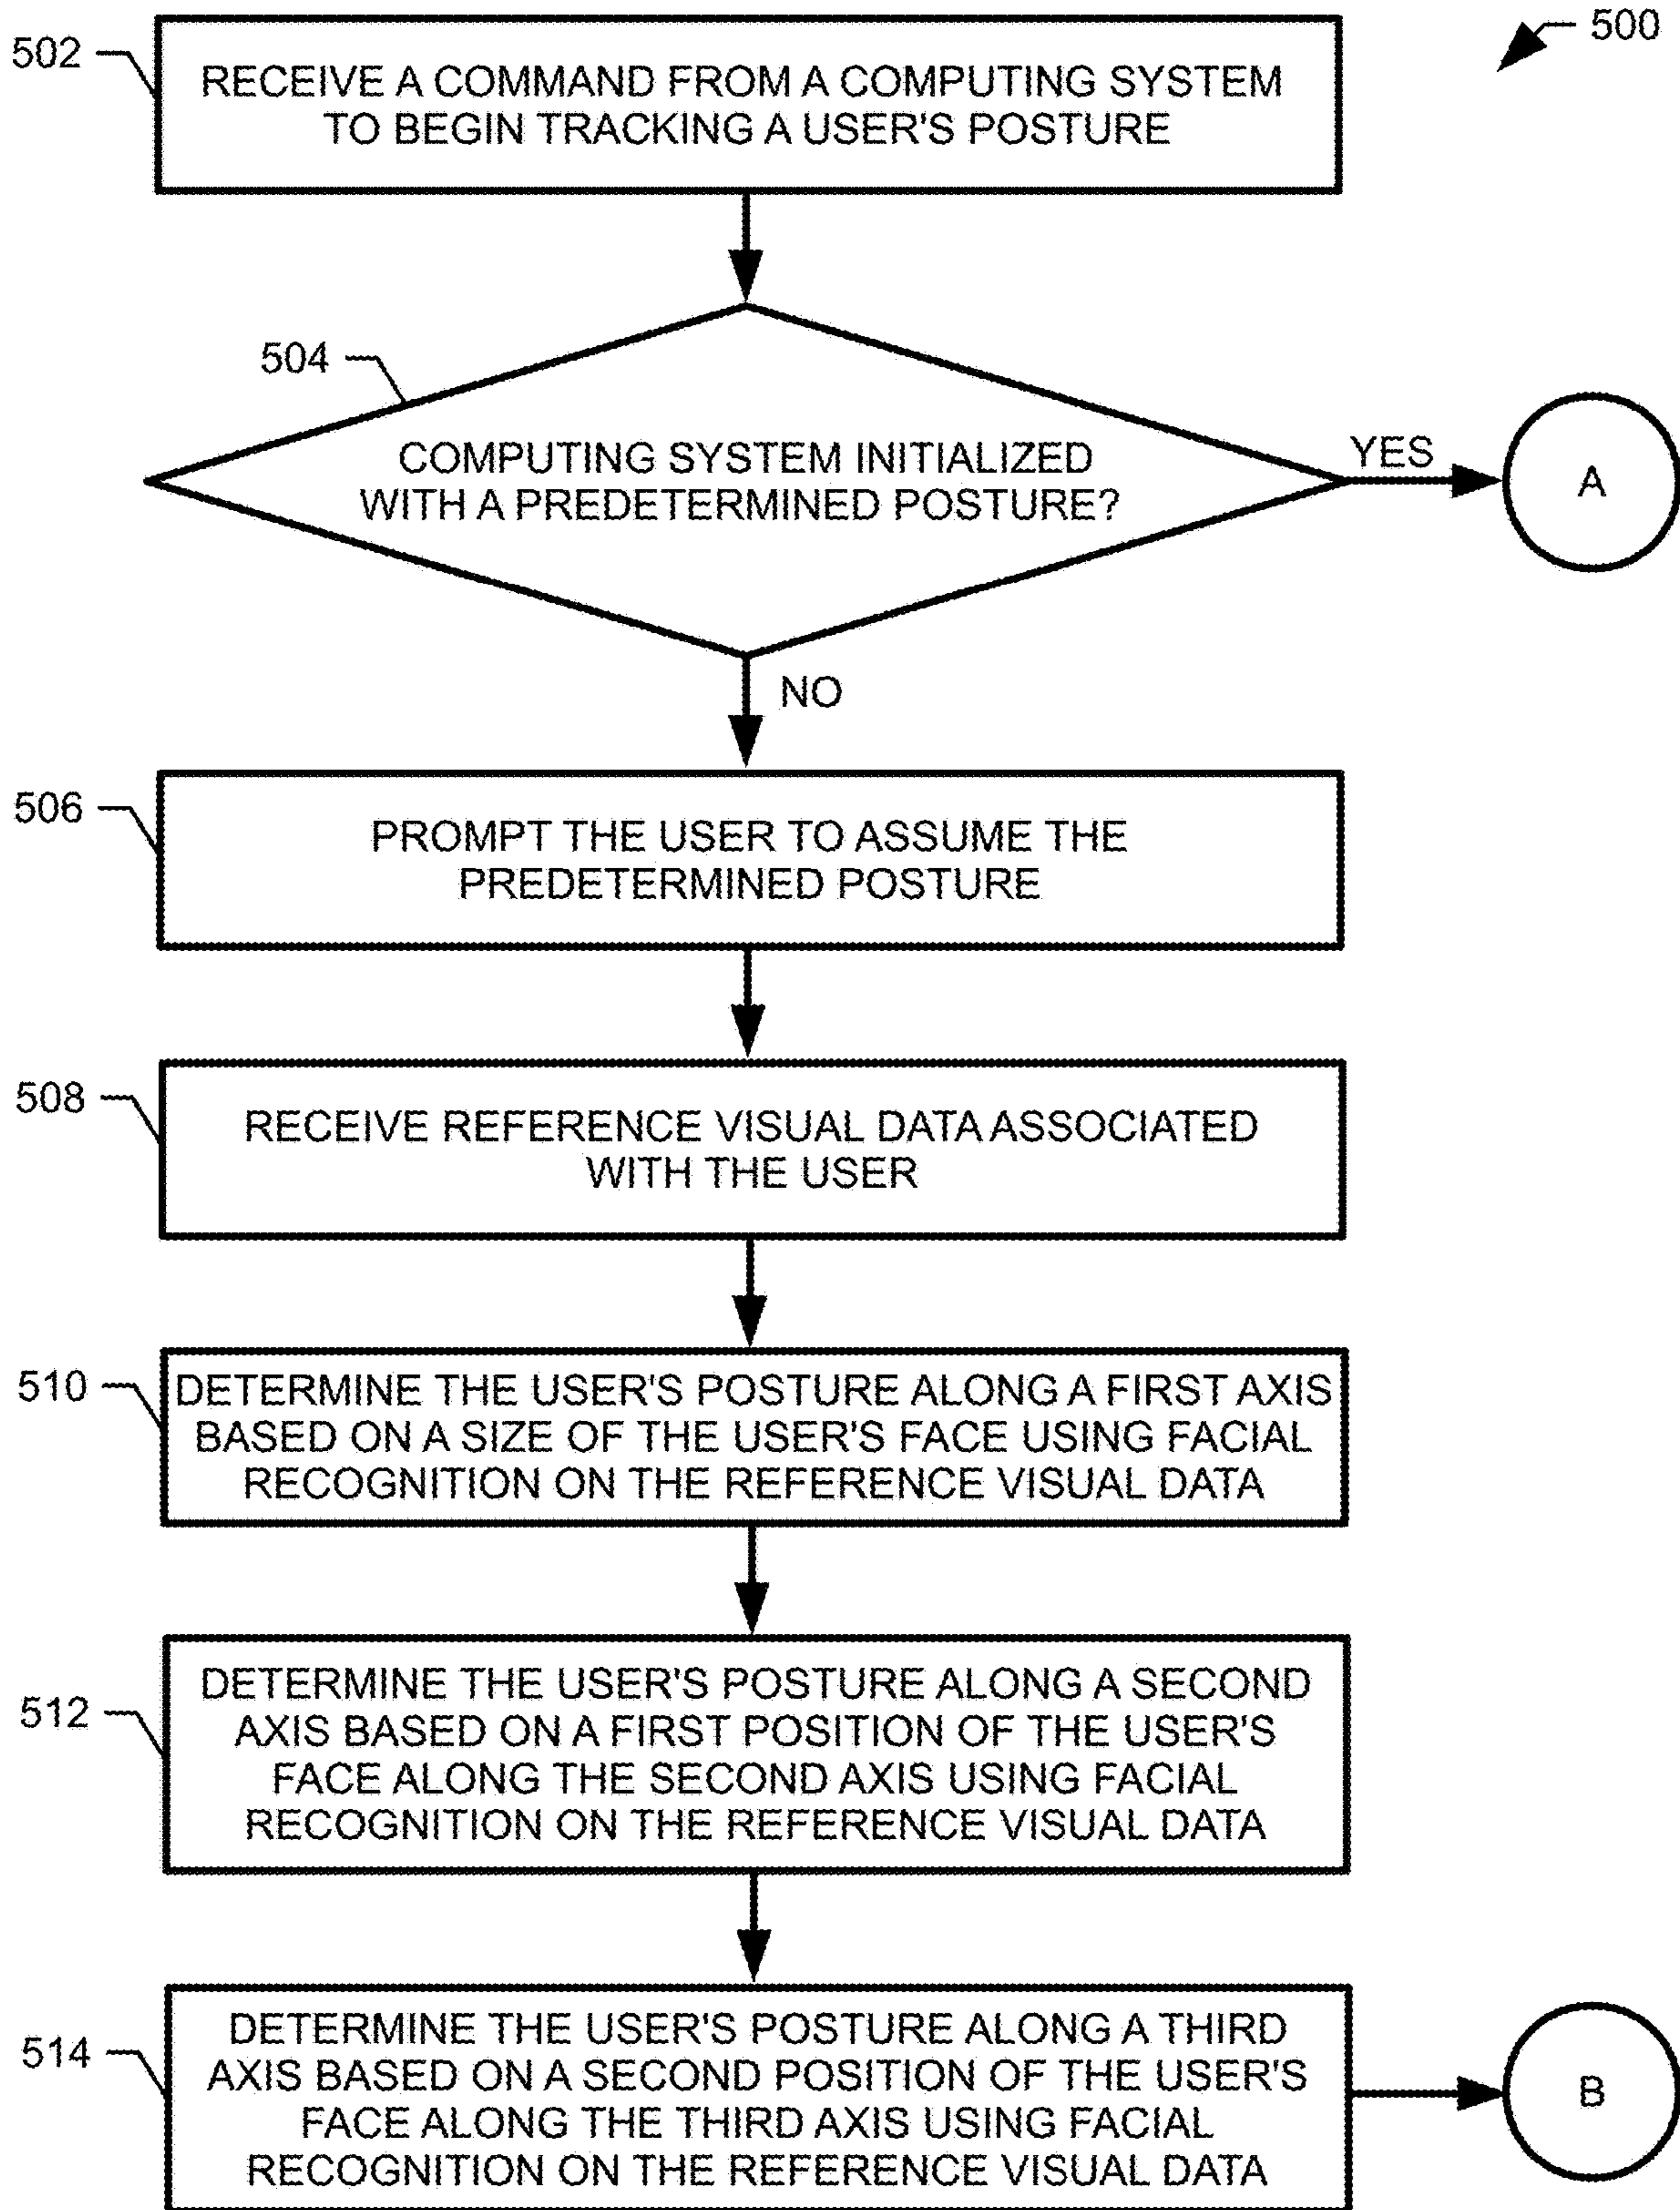 500
502
RECEIVE A COMMAND FROM A COMPUTING SYSTEM
TO BEGIN TRACKING A USER'S POSTURE
504
COMPUTING SYSTEM INITIALIZED
WITH A PREDETERMINED POSTURE?
YES
A
NO
506
PROMPT THE USER TO ASSUME THE
PREDETERMINED POSTURE
508
RECEIVE REFERENCE VISUAL DATA ASSOCIATED
WITH THE USER
510
DETERMINE THE USER'S POSTURE ALONG A FIRST AXIS
BASED ON A SIZE OF THE USER'S FACE USING FACIAL
RECOGNITION ON THE REFERENCE VISUAL DATA
512
DETERMINE THE USER'S POSTURE ALONG A SECOND
AXIS BASED ON A FIRST POSITION OF THE USER'S
FACE ALONG THE SECOND AXIS USING FACIAL
RECOGNITION ON THE REFERENCE VISUAL DATA
514
DETERMINE THE USER'S POSTURE ALONG A THIRD
AXIS BASED ON A SECOND POSITION OF THE USER'S
FACE ALONG THE THIRD AXIS USING FACIAL
RECOGNITION ON THE REFERENCE VISUAL DATA
B